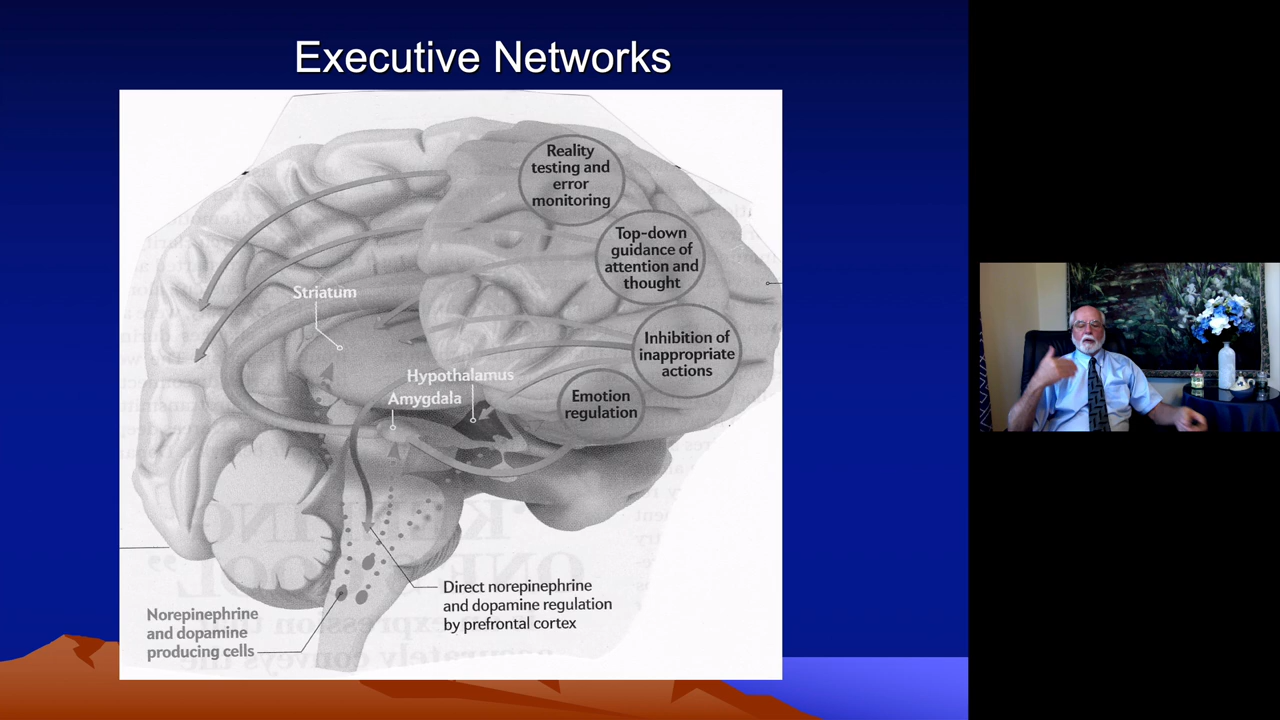 Executive Networks
Reality
testing and
error
monitoring
Top-down
guidance of
attention and
thought
Striatum
Inhibition of
inappropriate
actions
Hypothalamus
Amygdala
Emotion
regulation
Direct norepinephrine
and dopamine regulation
by prefrontal cortex
Norepinephrine
and dopamine
producing cells